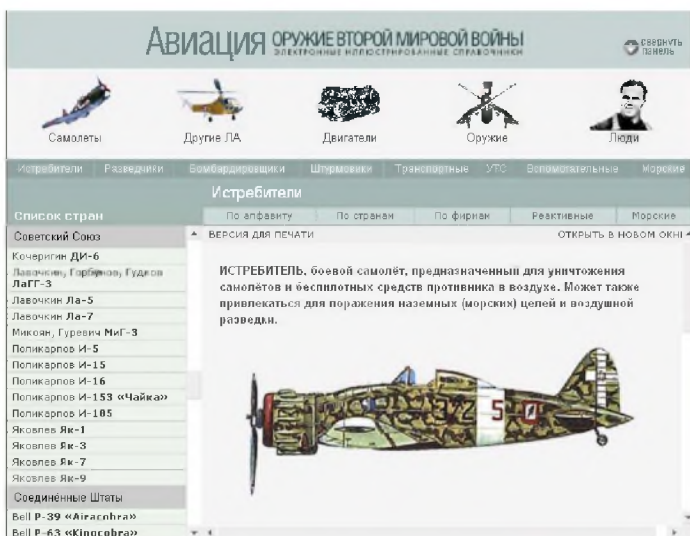 Авиация ОРУЖИЕ ВТОРОЙ МИРОВОЙ ВОЙНЫ
ЭЛЕКТРОННЫЕ ИЛЛЮСТРИРОВАННЫЕ СПРАВОЧНИКИ
СВЕРНУТЬ
ПАНЕЛЬ
Самолеты Другие ЛА Двигатели Оружие Люди
Истребители Разведчики Бомбардировщики Штурмовики Транспортные УТС Вспомогательные Морские
Истребители
Список стран По алфавиту По странам По фирмам Реактивные Морские
Советский Союз ВЕРСИЯ ДЛЯ ПЕЧАТИ ОТКРЫТЬ В НОВОМ ОКН
Кочеригин ДИ-6
Лавочкин, Горбунов, Гудков
ЛаГГ-3
Лавочкин Ла-5
Лавочкин Ла-7
Микоян, Гуревич МиГ-3
Поликарпов И-5
Поликарпов И-15
Поликарпов И-16
Поликарпов И-153 «Чайка»
Поликарпов И-185
Яковлев Як-1
Яковлев Як-3
Яковлев Як-7
Яковлев Як-9
Соединённые Штаты
Bell P-39 «Airacobra»
Bell P-63 «Kingcobra»
ИСТРЕБИТЕЛЬ, боевой самолёт, предназначенный для уничтожения
самолётов и беспилотных средств противника в воздухе. Может также
привлекаться для поражения наземных (морских) целей и воздушной
разведки.
5